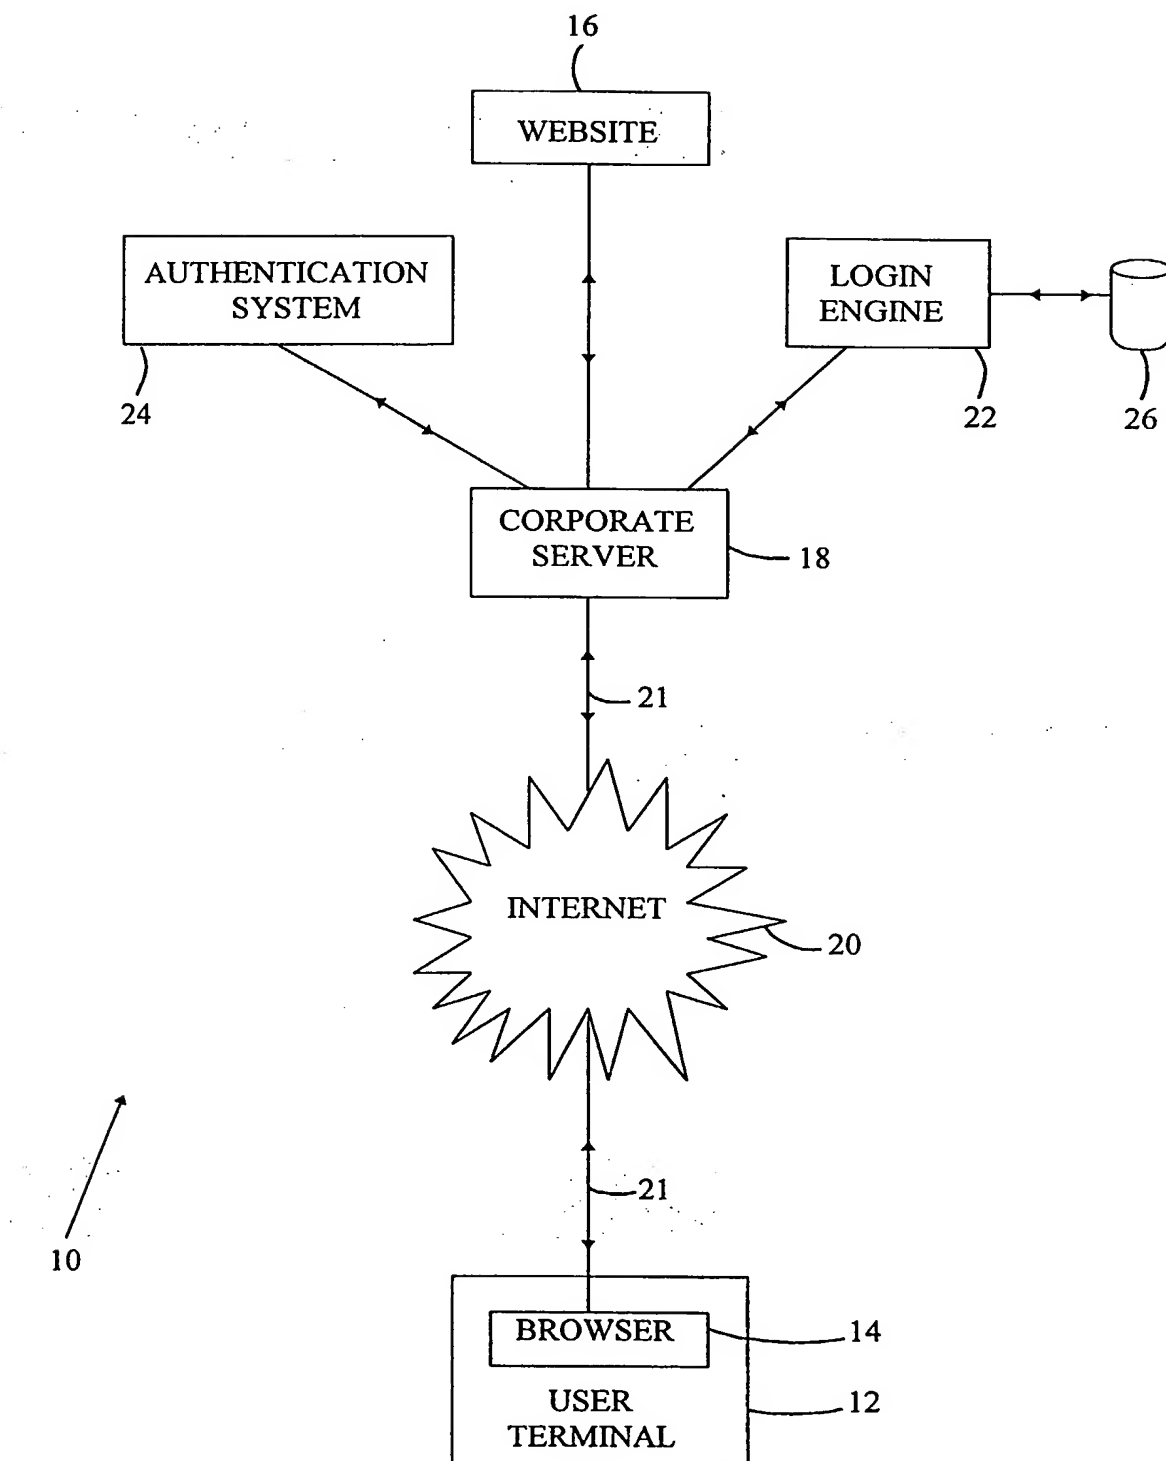 16
WEBSITE
AUTHENTICATION
SYSTEM
24
LOGIN
ENGINE
22
26
CORPORATE
SERVER
18
21
INTERNET
20
21
10
BROWSER
14
USER
TERMINAL
12